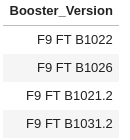 Booster_Version
F9 FT B1022
F9 FT B1026
F9 FT B1021.2
F9 FT B1031.2